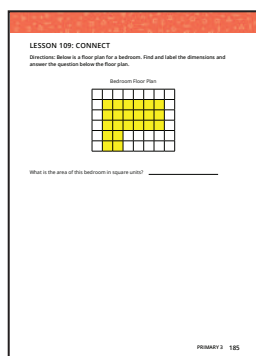 LESSON 109: CONNECT
Directions: Below is a floor plan for a bedroom. Find and label the dimensions and
answer the question below the floor plan.
Bedroom Floor Plan
What is the area of this bedroom in square units?
PRIMARY 3 185